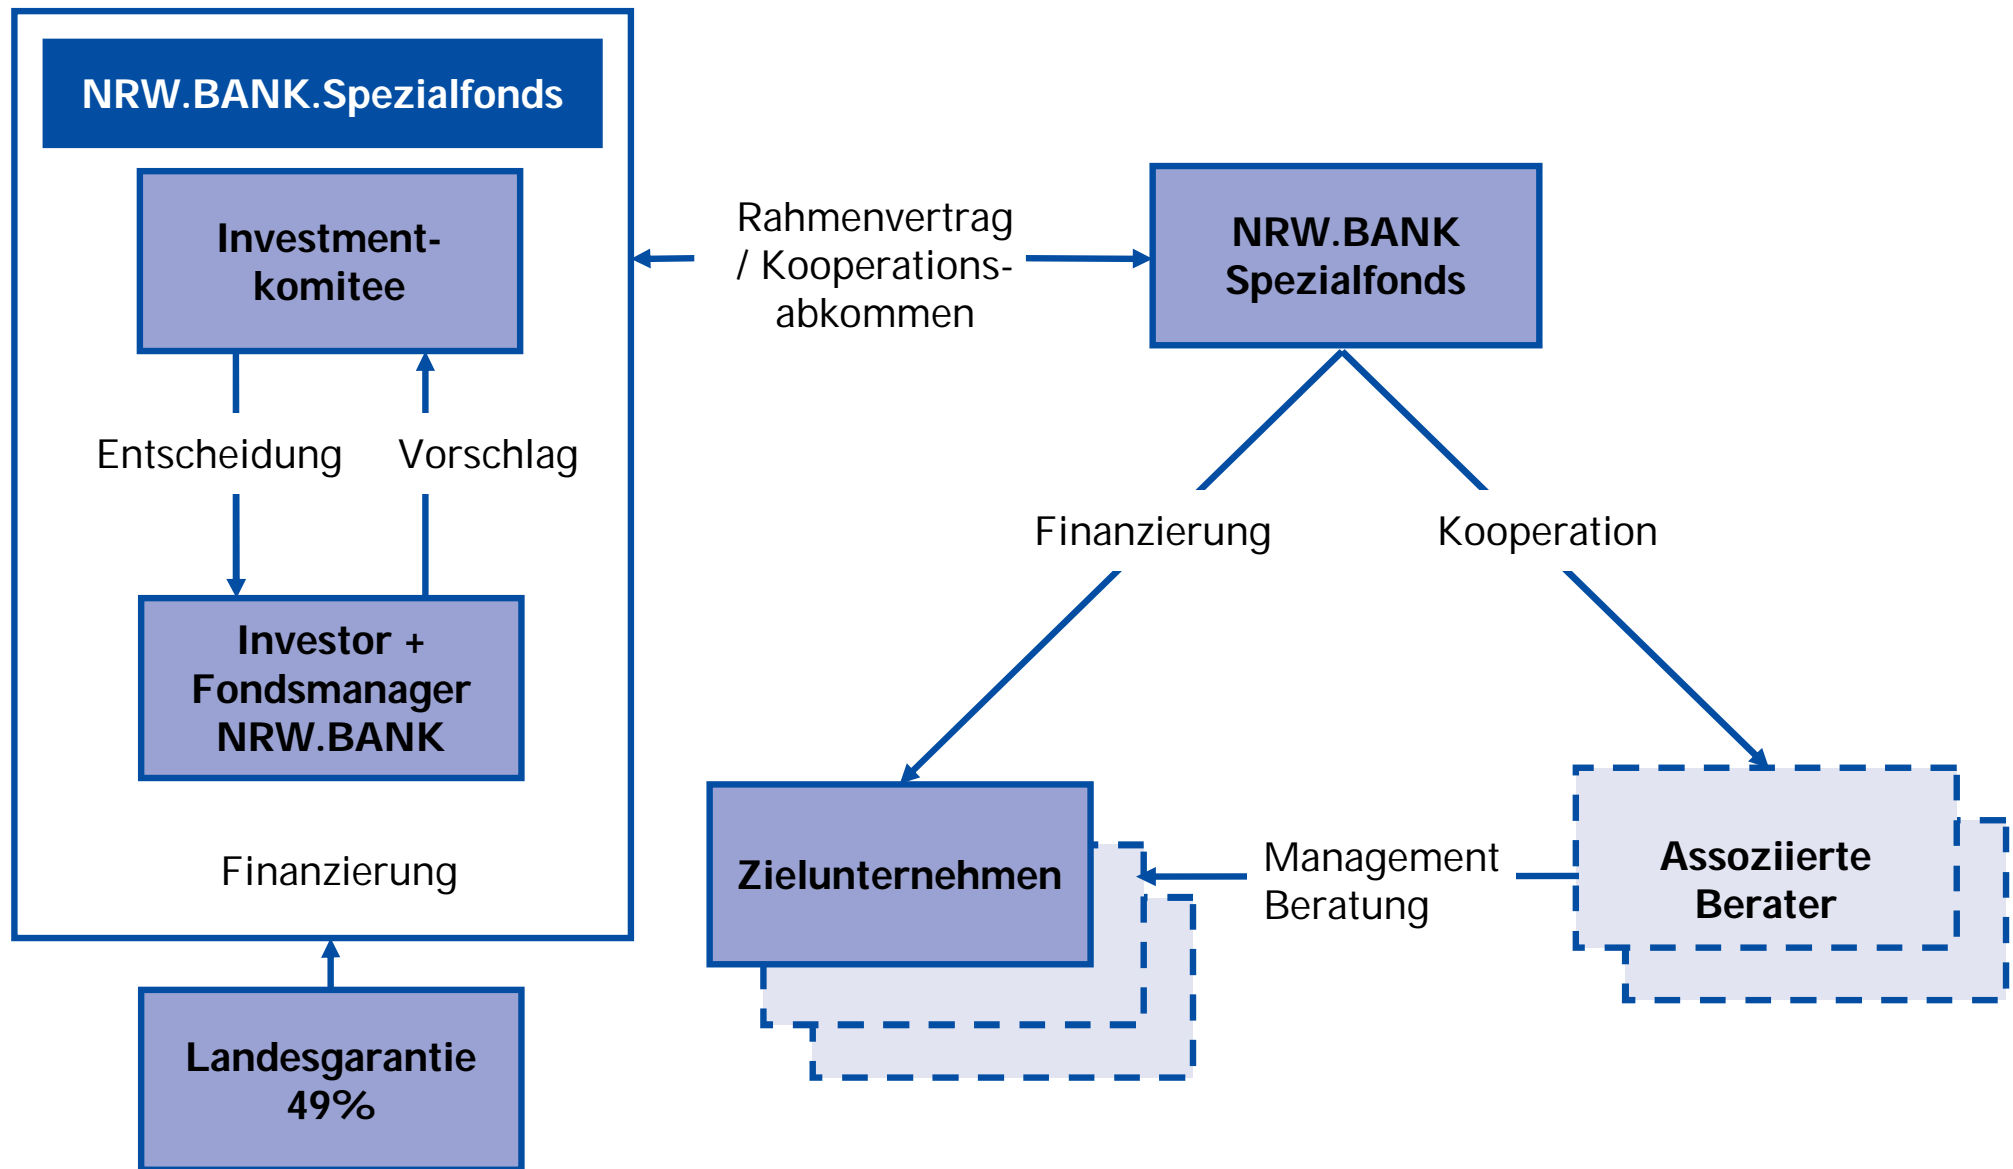 NRW.BANK.Spezialfonds
Investment-
komitee
Entscheidung
Vorschlag
Investor +
Fondsmanager
NRW.BANK
Finanzierung
Landesgarantie
49%
Rahmenvertrag
/ Kooperations-
abkommen
NRW.BANK
Spezialfonds
Finanzierung
Kooperation
Zielunternehmen
Management
Beratung
Assoziierte
Berater